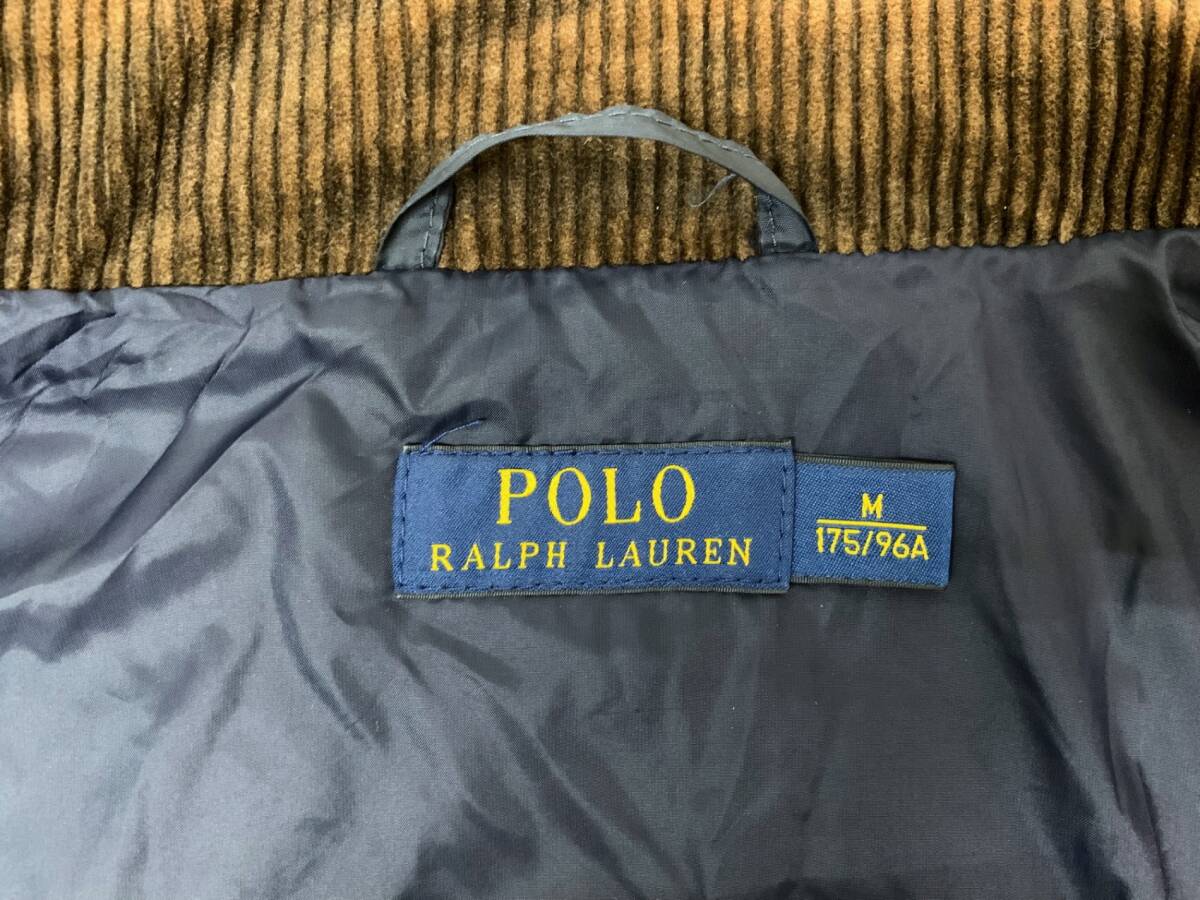 POLO
RALPH LAUREN
M
175/96A